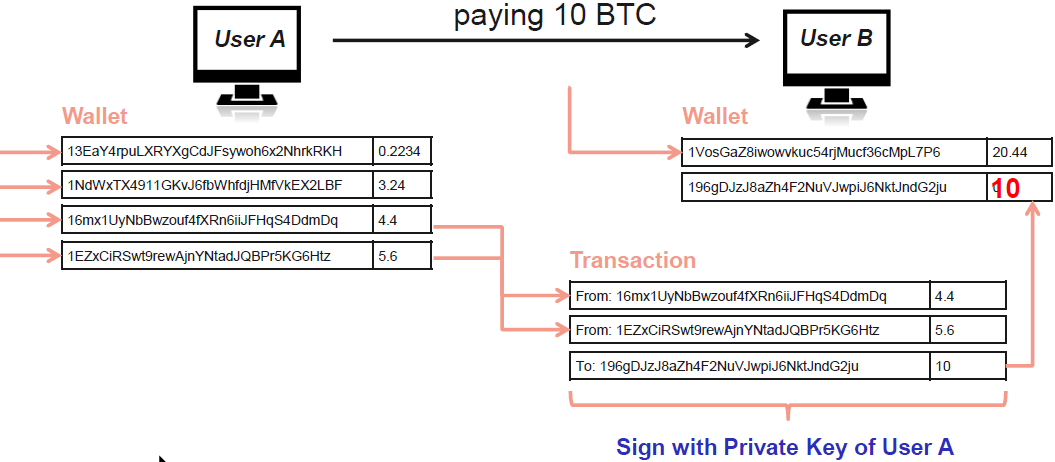 paying 10 BTC
User A
User B
Wallet
13EaY4rpuLXRYXgCdJFsywoh6x2NhrkRKH 0.2234
1NdWxTX4911GKvJ6fbWhfdjHMfVkEX2LBF 3.24
16mx1UyNbBwzouf4fXRn6iiJFHqS4DdmDq 4.4
1EZxCiRSwt9rewAjnYNtadJQBPr5KG6Htz 5.6
Wallet
1VosGaZ8iwowvkuc54rjMucf36cMpL7P6 20.44
196gDJzJ8aZh4F2NuVJwpiJ6NktJndG2ju 10
Transaction
From: 16mx1UyNbBwzouf4fXRn6iiJFHqS4DdmDq 4.4
From: 1EZxCiRSwt9rewAjnYNtadJQBPr5KG6Htz 5.6
To: 196gDJzJ8aZh4F2NuVJwpiJ6NktJndG2ju 10
Sign with Private Key of User A